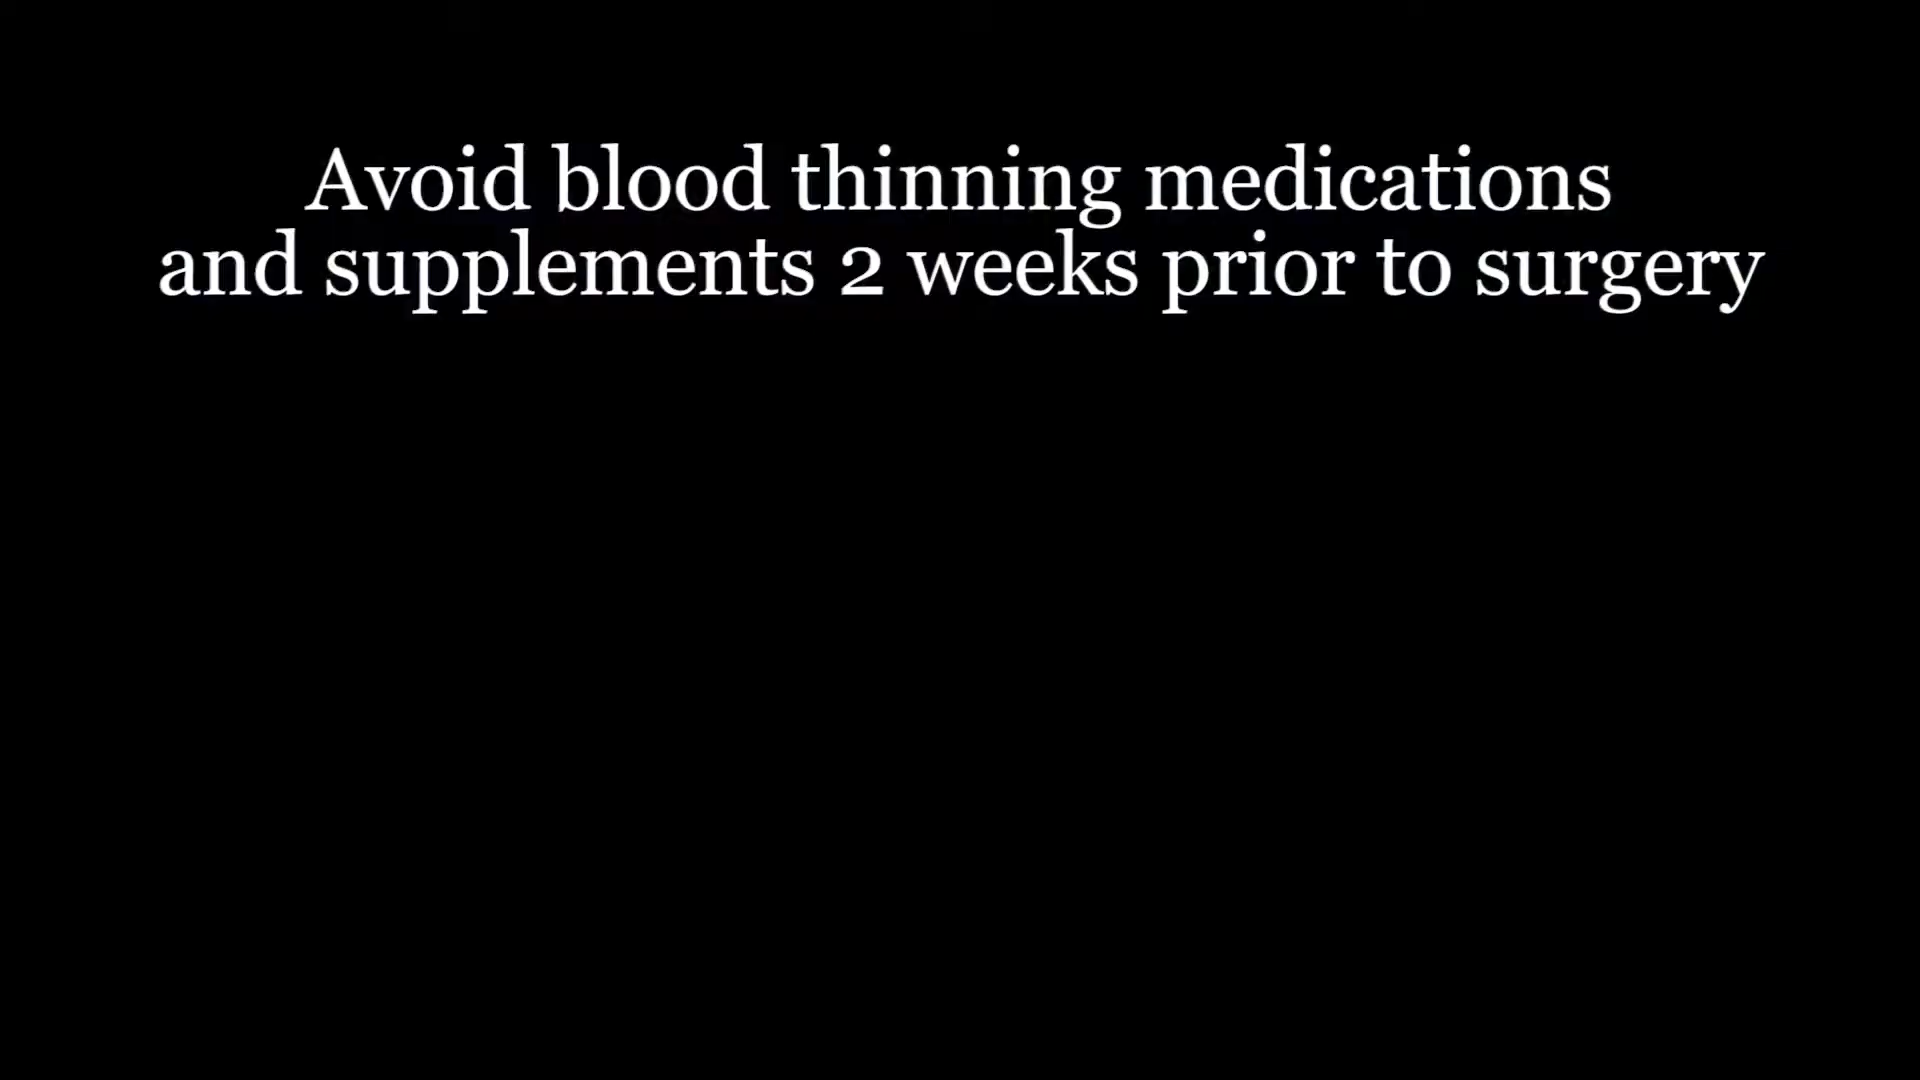 Avoid blood thinning medications
and supplements 2 weeks prior to surgery